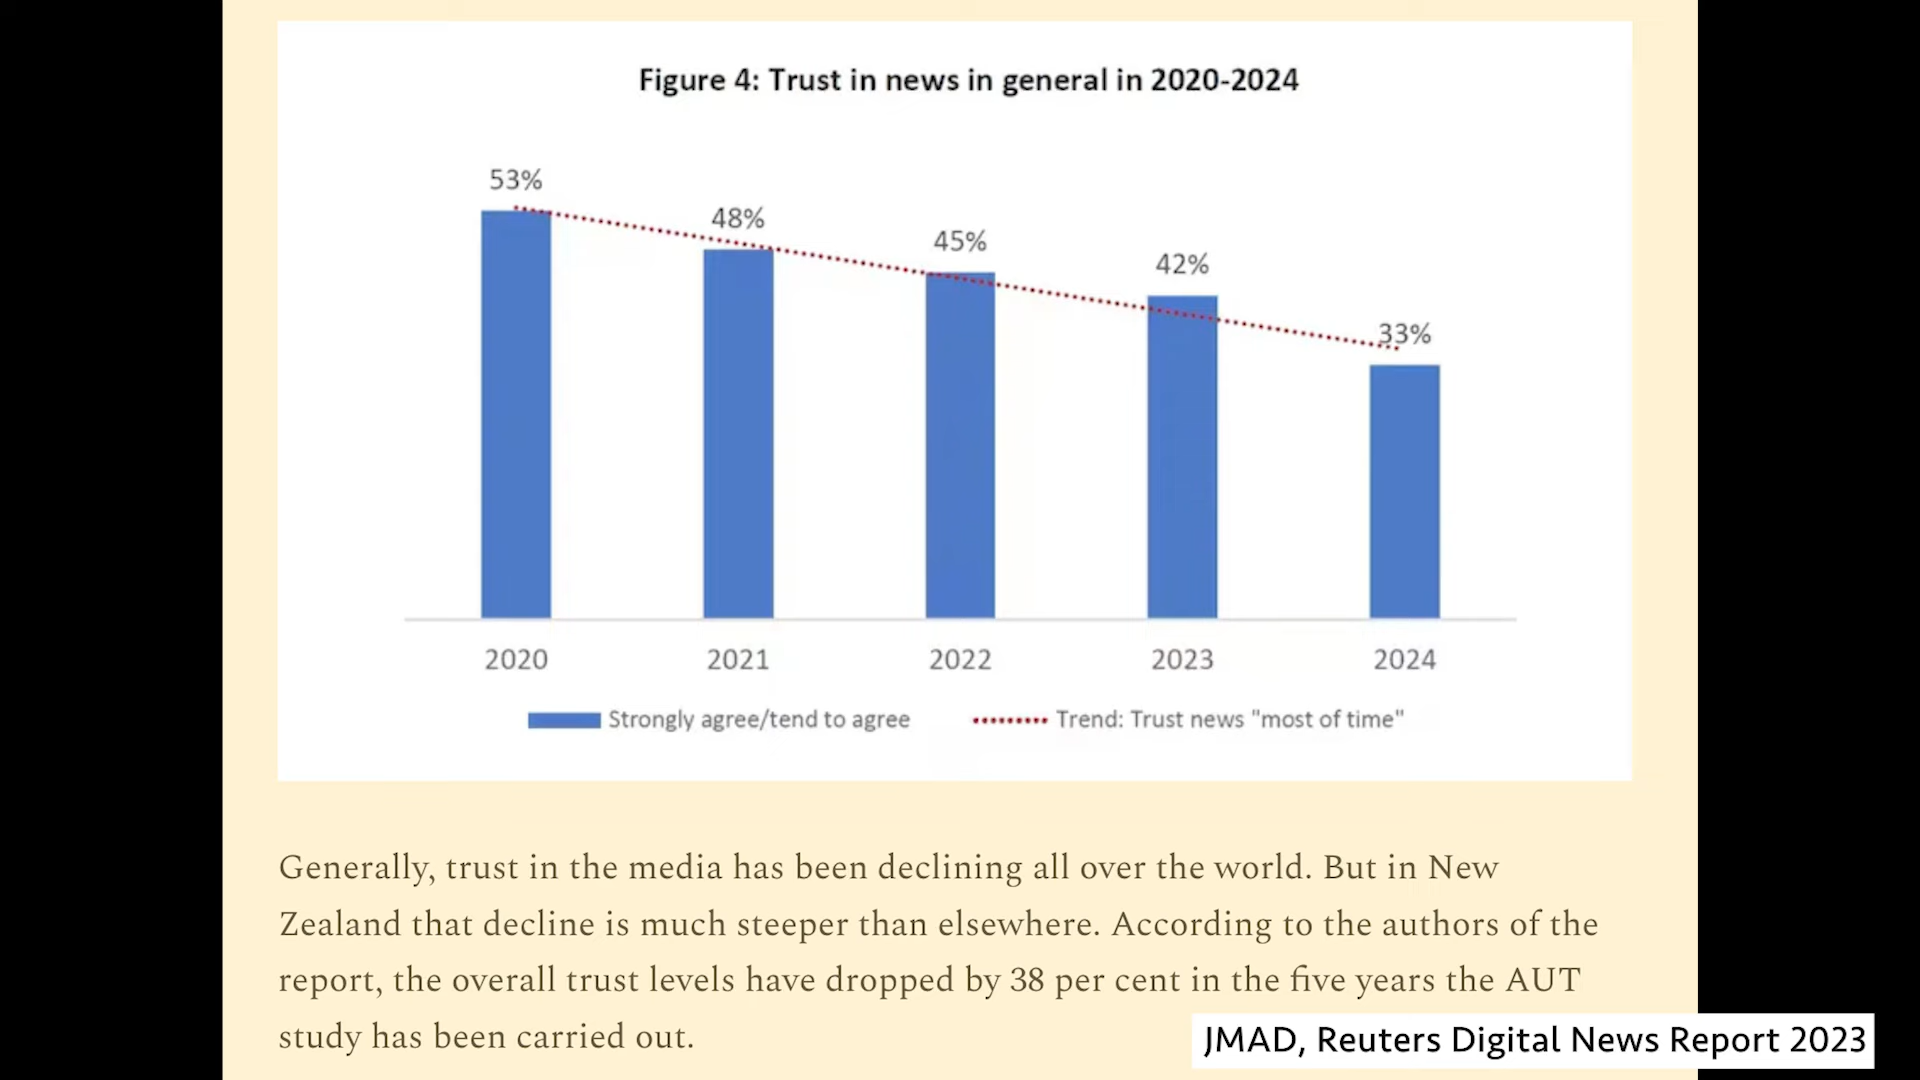 Figure 4: Trust in news in general in 2020-2024
53%
48%
45%
42%
33%
2020 2021 2022 2023 2024
Strongly agree/tend to agree Trend: Trust news "most of time"
Generally, trust in the media has been declining all over the world. But in New
Zealand that decline is much steeper than elsewhere. According to the authors of the
report, the overall trust levels have dropped by 38 per cent in the five years the AUT
study has been carried out.
JMAD, Reuters Digital News Report 2023